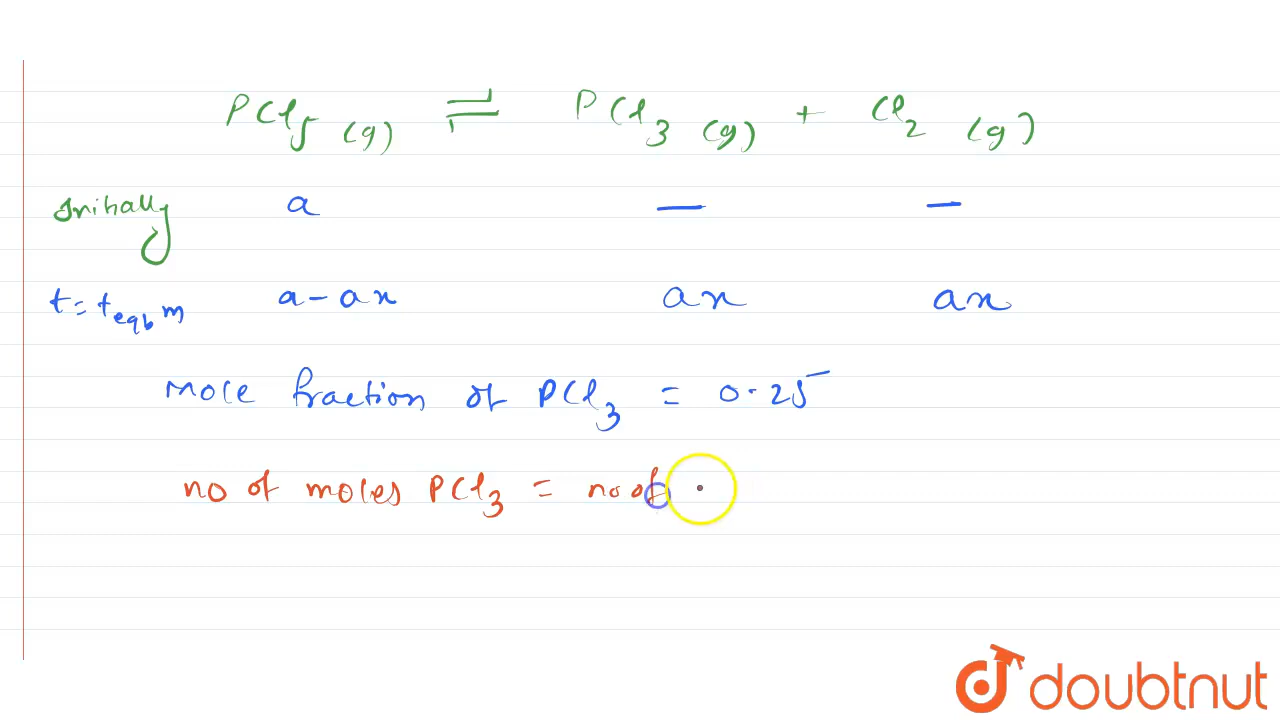 PCl5 (g) ⇌ PCl3 (g) + Cl2 (g)
Initially a — —
t = teqbm a - ax ax ax
Mole fraction of PCl3 = 0.25
no of moles PCl3 = no of
doubtnut